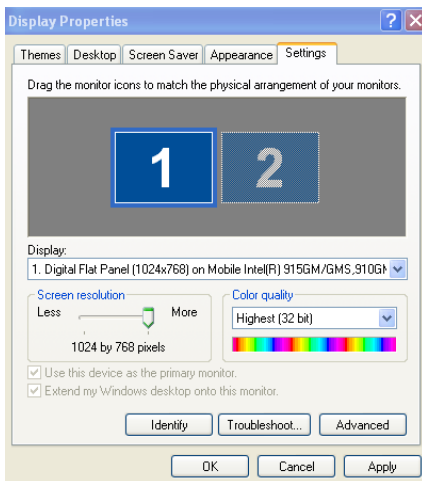 Display Properties
Themes Desktop Screen Saver Appearance Settings
Drag the monitor icons to match the physical arrangement of your monitors.
1 2
Display:
1. Digital Flat Panel (1024x768) on Mobile Intel(R) 915GM/GMS,910GM
Screen resolution Color quality
Less More Highest (32 bit)
1024 by 768 pixels
Use this device as the primary monitor.
Extend my Windows desktop onto this monitor.
Identify Troubleshoot... Advanced
OK Cancel Apply